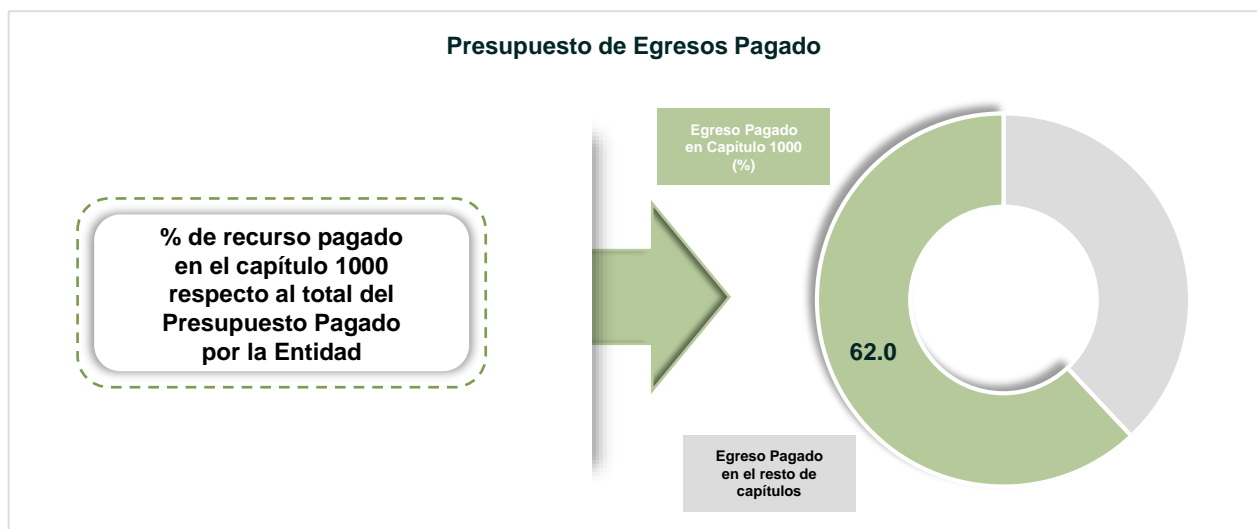 Presupuesto de Egresos Pagado
Egreso Pagado
en Capítulo 1000
(%)
% de recurso pagado
en el capítulo 1000
respecto al total del
Presupuesto Pagado
por la Entidad
62.0
Egreso Pagado
en el resto de
capítulos